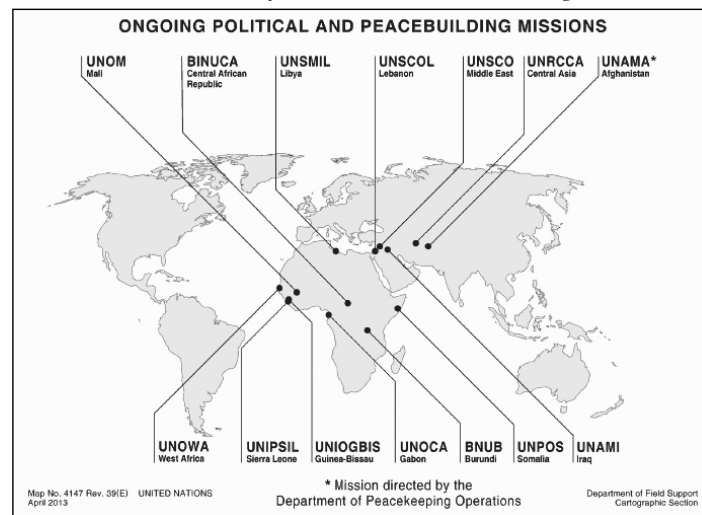 ONGOING POLITICAL AND PEACEBUILDING MISSIONS
UNOM
Mali
BINUCA
Central African
Republic
UNSMIL
Libya
UNSCOL
Lebanon
UNSCO
Middle East
UNRCCA
Central Asia
UNAMA*
Afghanistan
UNOWA
West Africa
UNIPSIL
Sierra Leone
UNIOGBIS
Guinea-Bissau
UNOCA
Gabon
BNUB
Burundi
UNPOS
Somalia
UNAMI
Iraq
Map No. 4147 Rev. 39(E) UNITED NATIONS
April 2013
* Mission directed by the
Department of Peacekeeping Operations
Department of Field Support
Cartographic Section